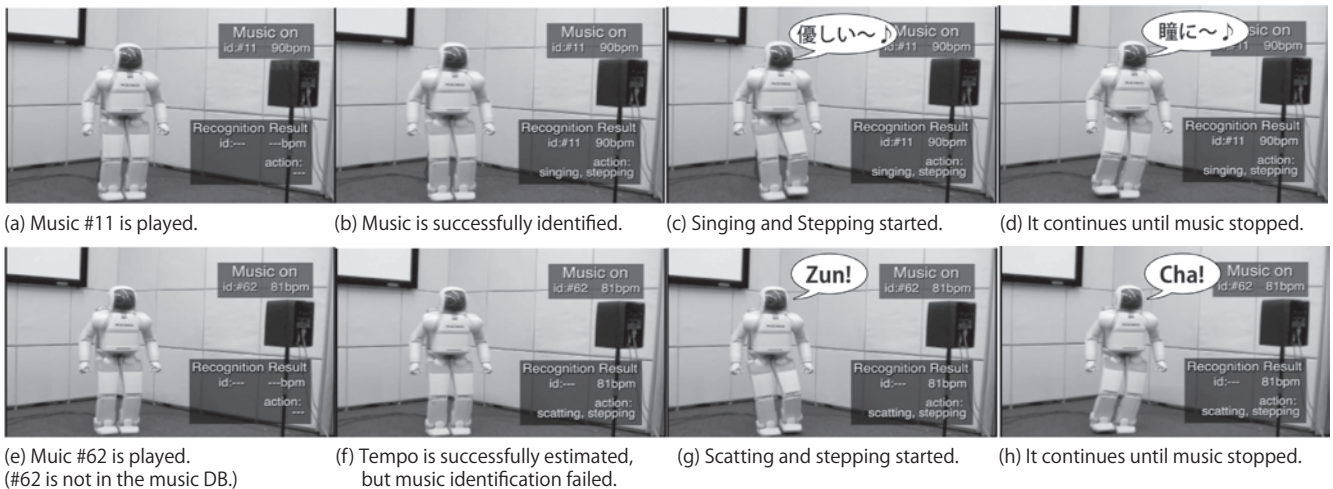 Music on
id:#11 90bpm
Recognition Result
id:--- ---bpm
action:
---
(a) Music #11 is played.
Music on
id:#11 90bpm
Recognition Result
id:#11 90bpm
action:
singing, stepping
(b) Music is successfully identified.
優しい〜♪
Music on
id:#11 90bpm
Recognition Result
id:#11 90bpm
action:
singing, stepping
(c) Singing and Stepping started.
瞳に〜♪
sic on
#11 90bpm
Recognition Result
id:#11 90bpm
action:
singing, stepping
(d) It continues until music stopped.
Music on
id:#62 81bpm
Recognition Result
id:--- ---bpm
action:
---
(e) Muic #62 is played.
(#62 is not in the music DB.)
Music on
id:#62 81bpm
Recognition Result
id:--- 81bpm
action:
scatting, stepping
(f) Tempo is successfully estimated,
but music identification failed.
Zun!
Music on
id:#62 81bpm
Recognition Result
id:--- 81bpm
action:
scatting, stepping
(g) Scatting and stepping started.
Cha!
Music on
id:#62 81bpm
Recognition Result
id:--- 81bpm
action:
scatting, stepping
(h) It continues until music stopped.